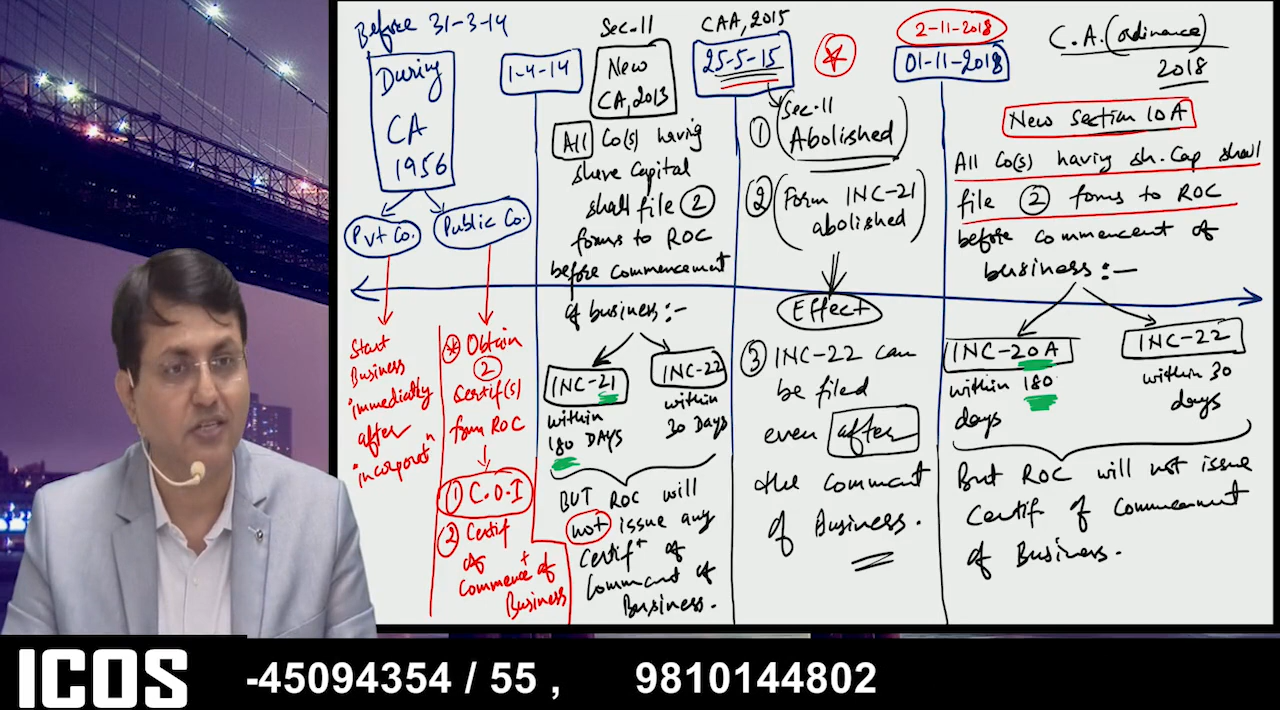 Before 31-3-14
During
CA
1956
Pvt Co.
Public Co.
Start
Business
immediately
after
incorporatn
* Obtain
2
Certif(s)
from ROC
1 C.O.I
2 Certif
of
Commence+ of
Business
1-4-14
Sec.11
New
CA, 2013
All Co(s) having
share Capital
shall file 2
forms to ROC
before commencement
of business:-
INC-21
within
180 DAYS
INC-22
within
30 DAYS
BUT ROC will
not issue any
Certif+ of
Commant of
Business.
CAA, 2015
25-5-15
1 Sec.11
Abolished
2 Form INC-21
abolished
Effect
3 INC-22 can
be filed
even after
the Commant
of Business.
2-11-2018
01-11-2018
C.A. (ordinance)
2018
New Section 10A
All Co(s) having sh. Cap shall
file 2 forms to ROC
before commencent of
business:-
INC-20A
within 180
days
INC-22
within 30
days
But ROC will not issue
Certif of Commencement
of Business.
ICOS -45094354 / 55 , 9810144802